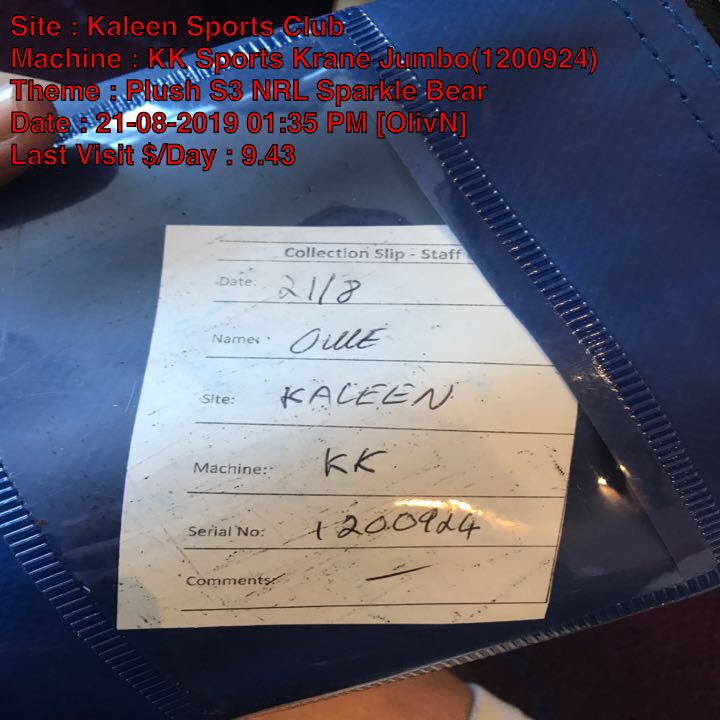 Site : Kaleen Sports Club
Machine : KK Sports Krane Jumbo(1200924)
Theme : Plush S3 NRL Sparkle Bear
Date : 21-08-2019 01:35 PM [OlivN]
Last Visit $/Day : 9.43
Collection Slip - Staff
Date: 21/8
Name: OLLIE
Site: KALEEN
Machine: KK
Serial No: 1200924
Comments: —